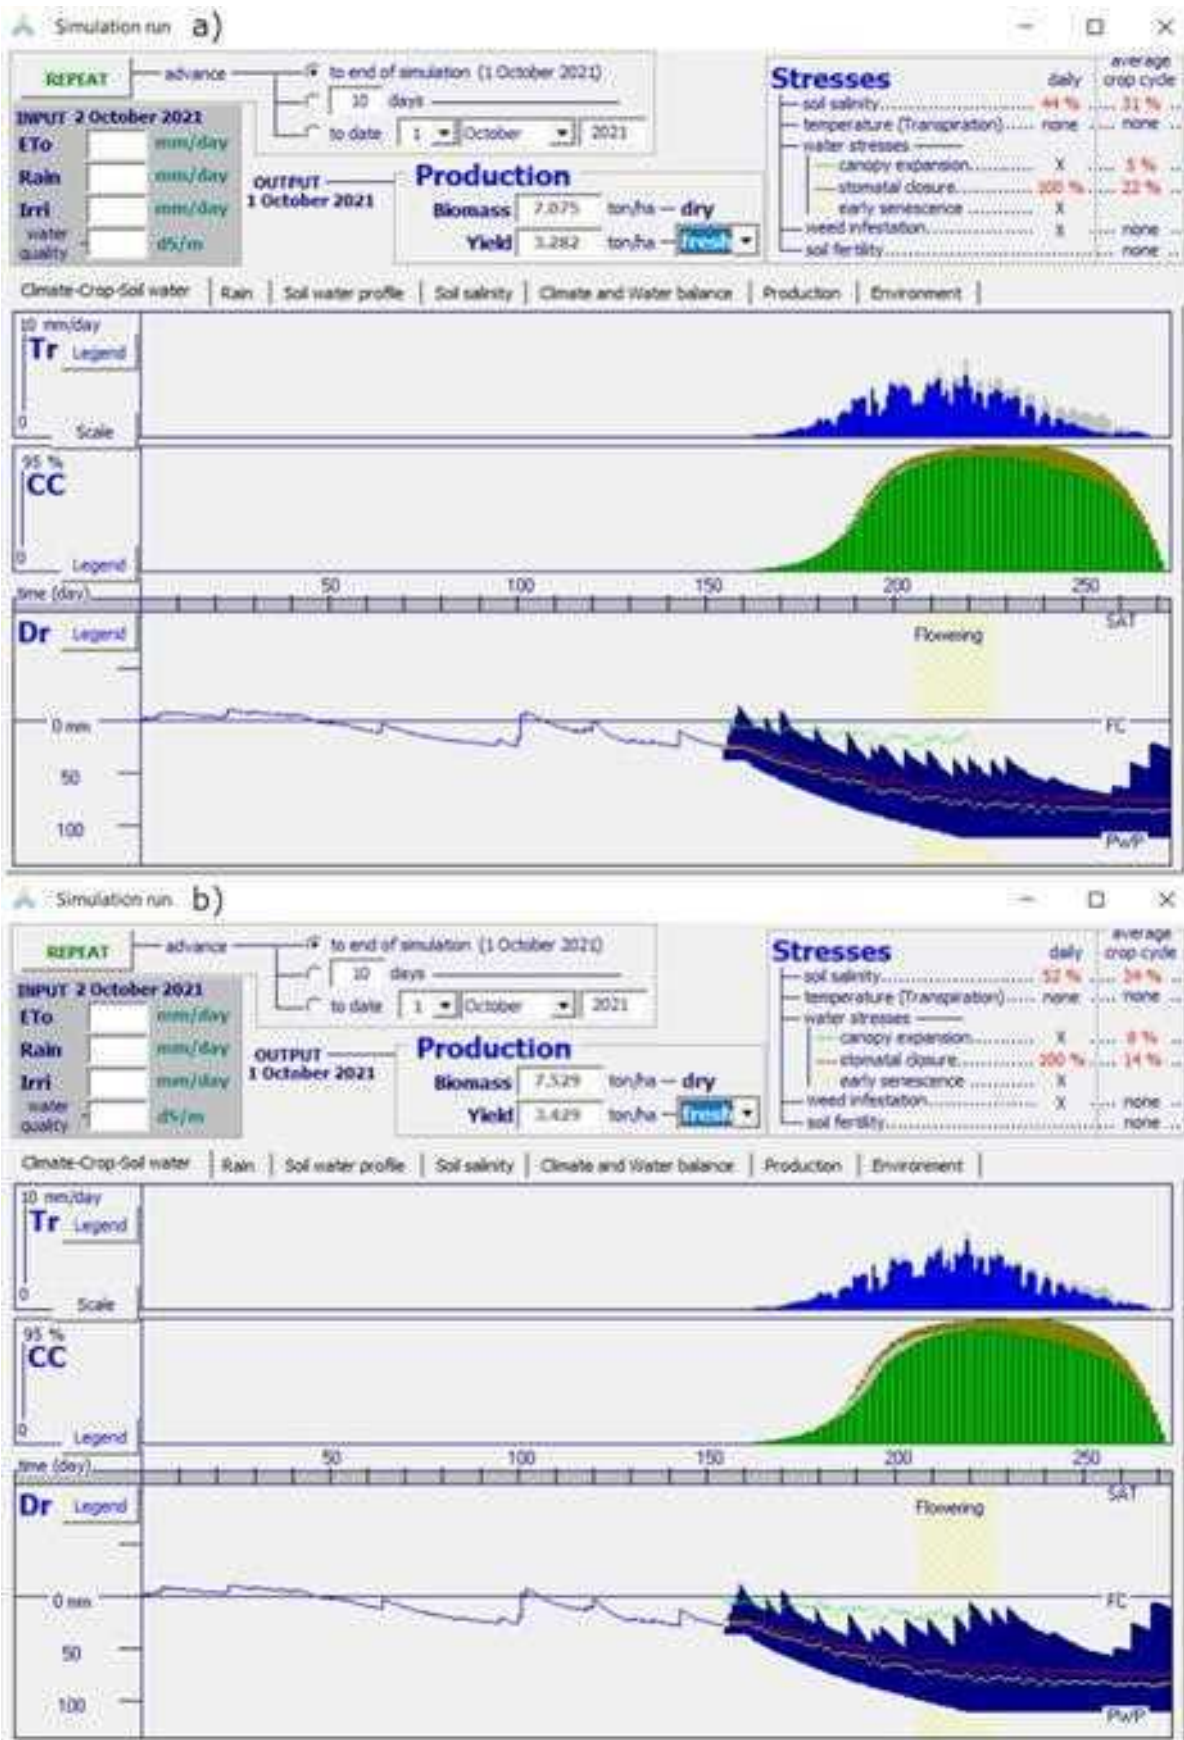 Simulation run a)
REPEAT advance to end of simulation (1 October 2021)
10 days
to date 1 October 2021
INPUT 2 October 2021
ETo mm/day
Rain mm/day
Irri mm/day
water quality dS/m
OUTPUT
1 October 2021
Production
Biomass 7.075 ton/ha dry
Yield 3.282 ton/ha fresh
Stresses daily average crop cycle
soil salinity 44 % 31 %
temperature (Transpiration) none none
water stresses
canopy expansion X 5 %
stomatal closure 100 % 22 %
early senescence X
weed infestation X none
soil fertility none
Climate-Crop-Soil water Rain Soil water profile Soil salinity Climate and Water balance Production Environment
10 mm/day
Tr Legend
0
Scale
95 %
CC
0 Legend
50 100 150 200 250
time (day)
Dr Legend
Flowering SAT
0 mm FC
50
100
PWP
Simulation run b)
REPEAT advance to end of simulation (1 October 2021)
10 days
to date 1 October 2021
INPUT 2 October 2021
ETo mm/day
Rain mm/day
Irri mm/day
water quality dS/m
OUTPUT
1 October 2021
Production
Biomass 7.529 ton/ha dry
Yield 3.429 ton/ha fresh
Stresses daily average crop cycle
soil salinity 52 %
temperature (Transpiration) none none
water stresses
canopy expansion X
stomatal closure 100 % 14 %
early senescence X
weed infestation X none
soil fertility none
Climate-Crop-Soil water Rain Soil water profile Soil salinity Climate and Water balance Production Environment
10 mm/day
Tr Legend
0
Scale
95 %
CC
0 Legend
50 100 150 200 250
time (day)
Dr Legend
Flowering SAT
0 mm FC
50
100
PWP